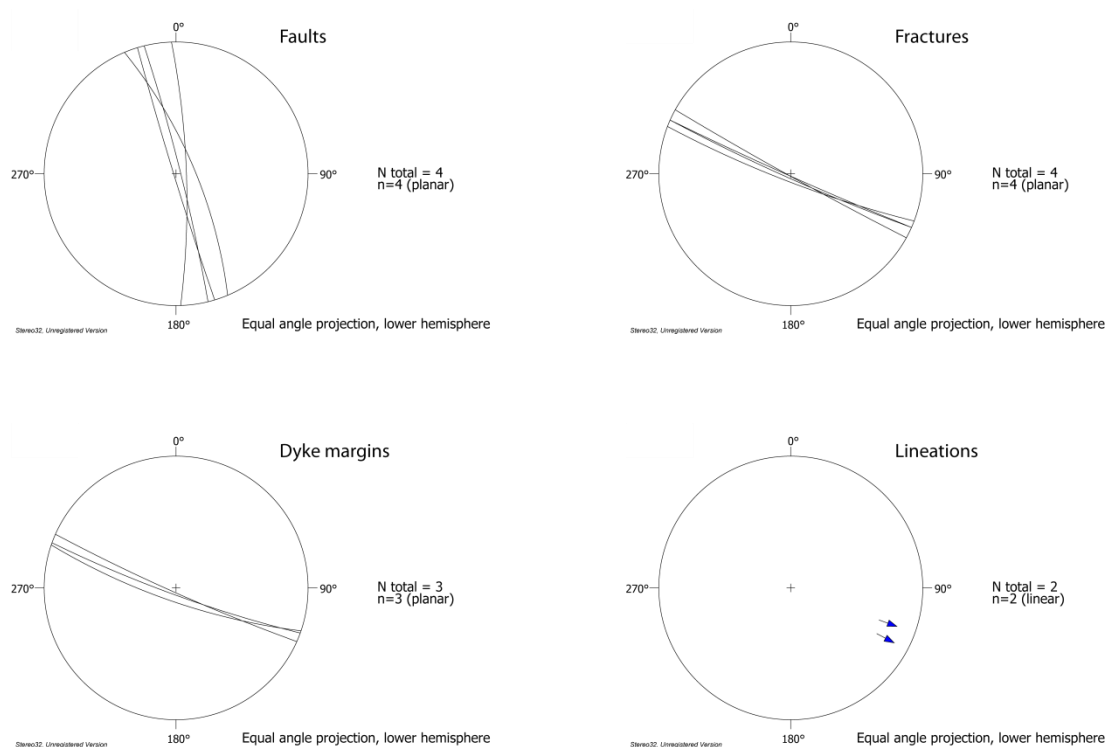 0°
Faults
270°
90°
N total = 4
n=4 (planar)
180°
Stereo32, Unregistered Version
Equal angle projection, lower hemisphere
0°
Fractures
270°
90°
N total = 4
n=4 (planar)
180°
Stereo32, Unregistered Version
Equal angle projection, lower hemisphere
0°
Dyke margins
270°
90°
N total = 3
n=3 (planar)
180°
Stereo32, Unregistered Version
Equal angle projection, lower hemisphere
0°
Lineations
270°
90°
N total = 2
n=2 (linear)
180°
Stereo32, Unregistered Version
Equal angle projection, lower hemisphere